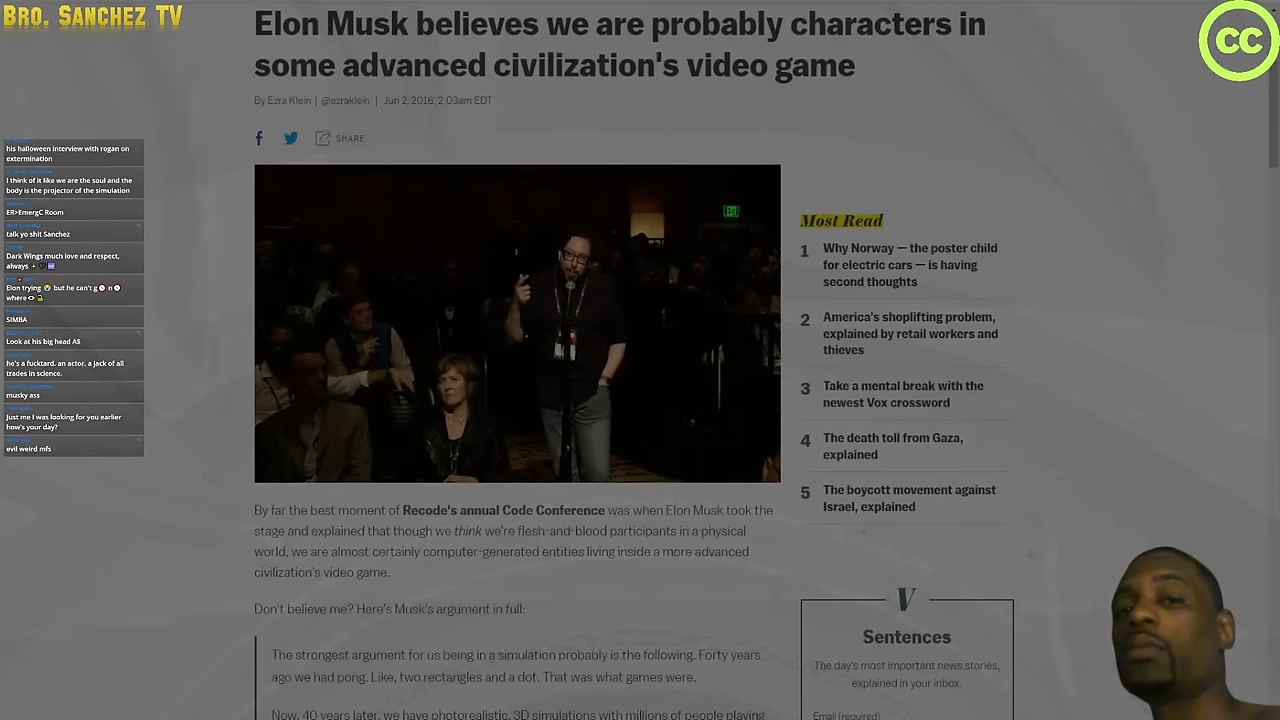 Bro. Sanchez TV
CC
Elon Musk believes we are probably characters in
some advanced civilization's video game
By Ezra Klein | @ezraklein | Jun 2, 2016, 2:03am EDT
SHARE
his halloween interview with rogan on
extermination
I think of it like we are the soul and the
body is the projector of the simulation
ER>EmergC Room
talk yo shit Sanchez
Dark Wings much love and respect,
always
Elon trying 😭 but he can't g🚫 n🚫
where
SIMBA
Look at his big head A$
he's a fucktard. an actor. a jack of all
trades in science.
musky ass
Just me I was looking for you earlier
how's your day?
evil weird mfs
EXIT
Most Read
1 Why Norway — the poster child
for electric cars — is having
second thoughts
2 America's shoplifting problem,
explained by retail workers and
thieves
3 Take a mental break with the
newest Vox crossword
4 The death toll from Gaza,
explained
5 The boycott movement against
Israel, explained
By far the best moment of Recode's annual Code Conference was when Elon Musk took the
stage and explained that though we think we're flesh-and-blood participants in a physical
world, we are almost certainly computer-generated entities living inside a more advanced
civilization's video game.
Don't believe me? Here's Musk's argument in full:
The strongest argument for us being in a simulation probably is the following. Forty years
ago we had pong. Like, two rectangles and a dot. That was what games were.
Now, 40 years later, we have photorealistic, 3D simulations with millions of people playing
V
Sentences
The day's most important news stories,
explained in your inbox.
Email (required)